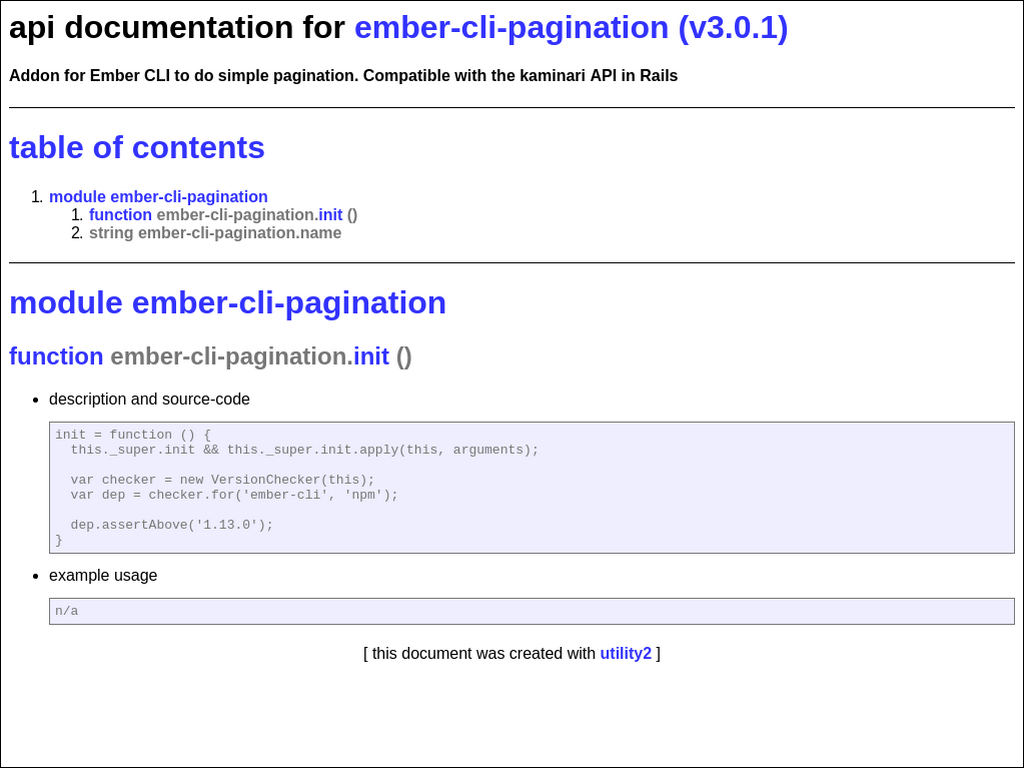 api documentation for ember-cli-pagination (v3.0.1)
Addon for Ember CLI to do simple pagination. Compatible with the kaminari API in Rails
table of contents
1. module ember-cli-pagination
1. function ember-cli-pagination.init ()
2. string ember-cli-pagination.name
module ember-cli-pagination
function ember-cli-pagination.init ()
• description and source-code
init = function () {
  this._super.init && this._super.init.apply(this, arguments);
  var checker = new VersionChecker(this);
  var dep = checker.for('ember-cli', 'npm');
  dep.assertAbove('1.13.0');
}
• example usage
n/a
[ this document was created with utility2 ]